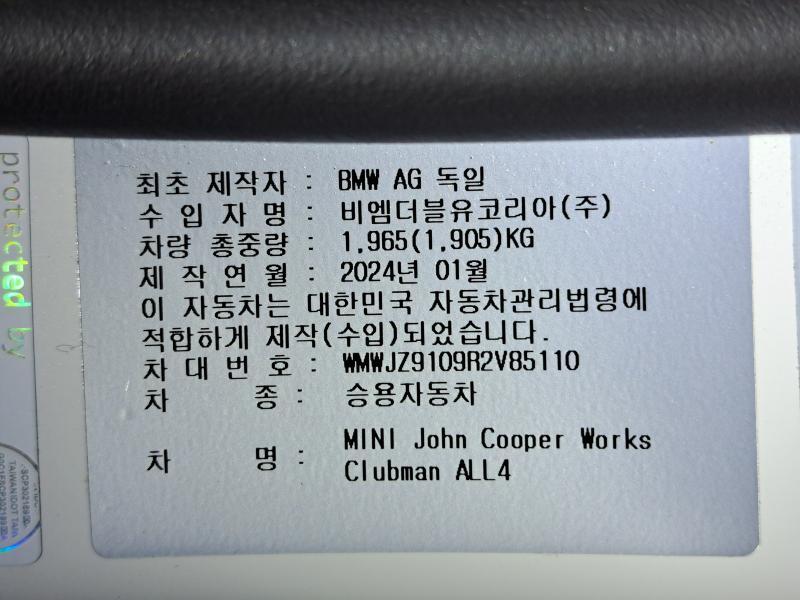 최초 제작자 : BMW AG 독일
수 입 자 명 : 비엠더블유코리아(주)
차량 총중량 : 1.965(1.905)KG
제 작 연 월 : 2024년 01월
이 자동차는 대한민국 자동차관리법령에
적합하게 제작(수입)되었습니다.
차 대 번 호 : WMWJZ9109R2V85110
차 종 : 승용자동차
차 명 : MINI John Cooper Works
Clubman ALL4
protected by